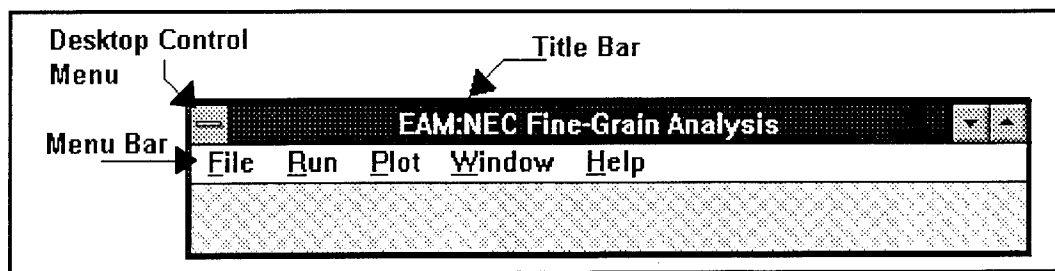 Desktop Control
Menu
Title Bar
EAM:NEC Fine-Grain Analysis
Menu Bar
File Run Plot Window Help